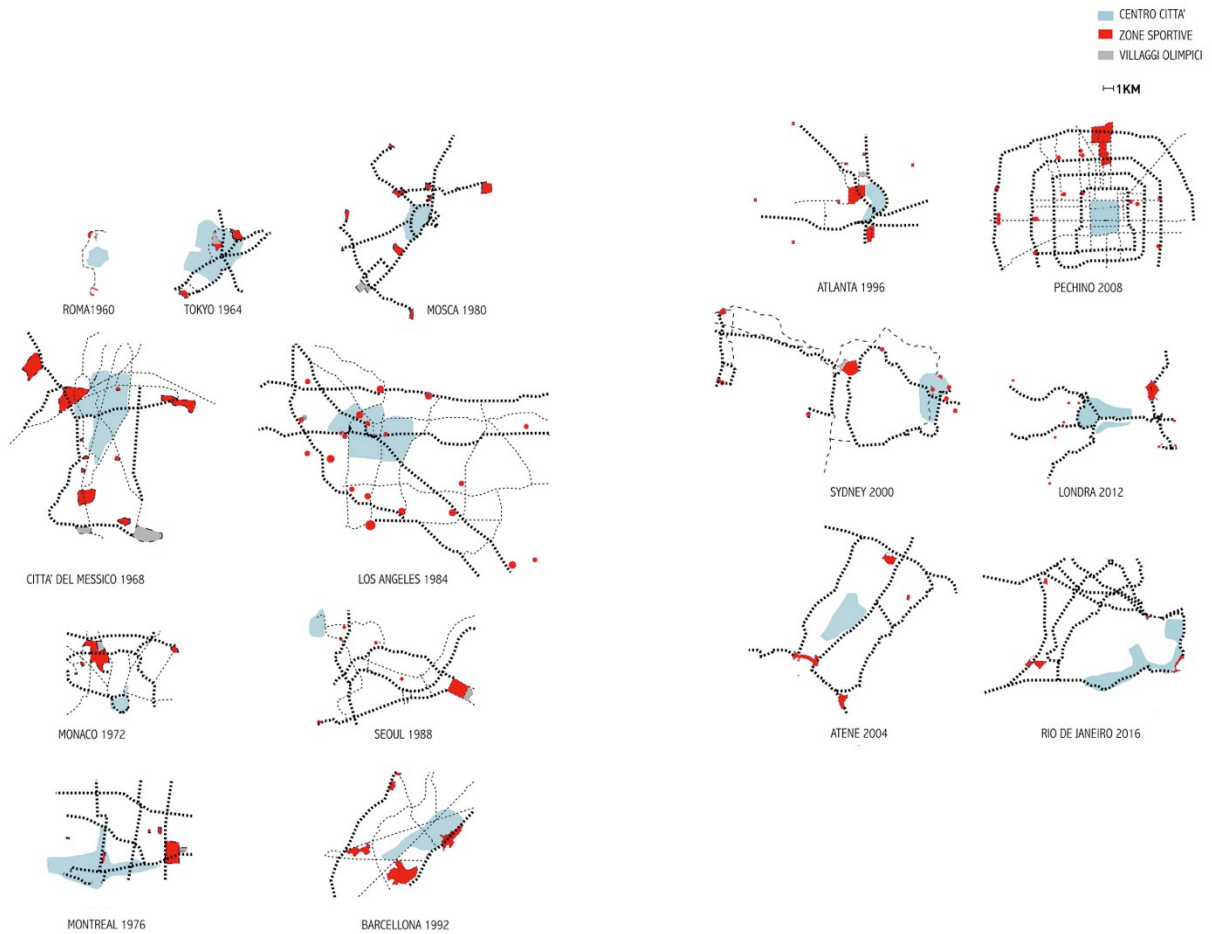 CENTRO CITTA'
ZONE SPORTIVE
VILLAGGI OLIMPICI
1KM
ROMA1960
TOKYO 1964
MOSCA 1980
ATLANTA 1996
PECHINO 2008
CITTA' DEL MESSICO 1968
LOS ANGELES 1984
SYDNEY 2000
LONDRA 2012
MONACO 1972
SEOUL 1988
ATENE 2004
RIO DE JANEIRO 2016
MONTREAL 1976
BARCELLONA 1992